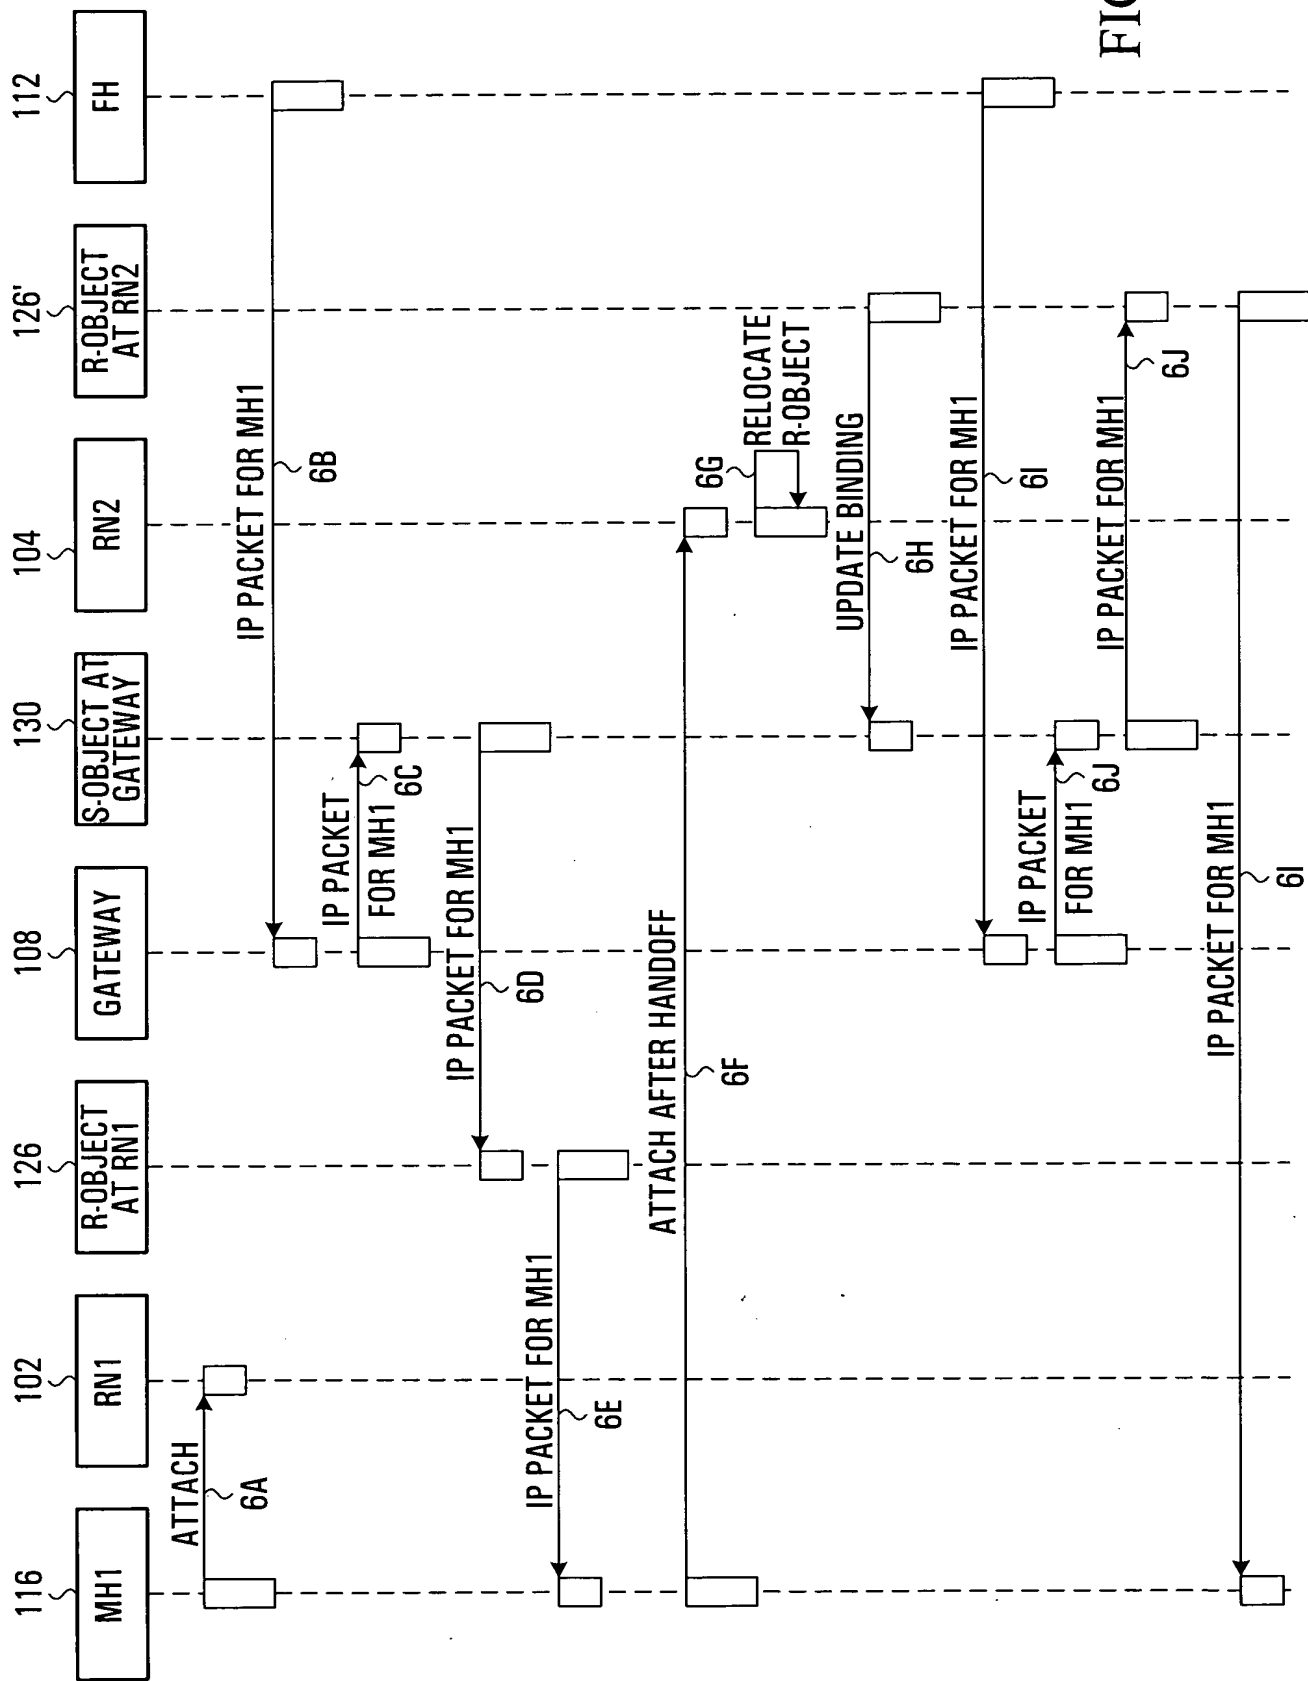 116
MH1
102
RN1
126
R-OBJECT
AT RN1
108
GATEWAY
130
S-OBJECT AT
GATEWAY
104
RN2
126'
R-OBJECT
AT RN2
112
FH
ATTACH
6A
IP PACKET FOR MH1
6B
IP PACKET
FOR MH1
6C
IP PACKET FOR MH1
6D
IP PACKET FOR MH1
6E
ATTACH AFTER HANDOFF
6F
6G
RELOCATE
R-OBJECT
UPDATE BINDING
6H
IP PACKET FOR MH1
6I
IP PACKET
FOR MH1
6J
IP PACKET FOR MH1
6J
IP PACKET FOR MH1
6I